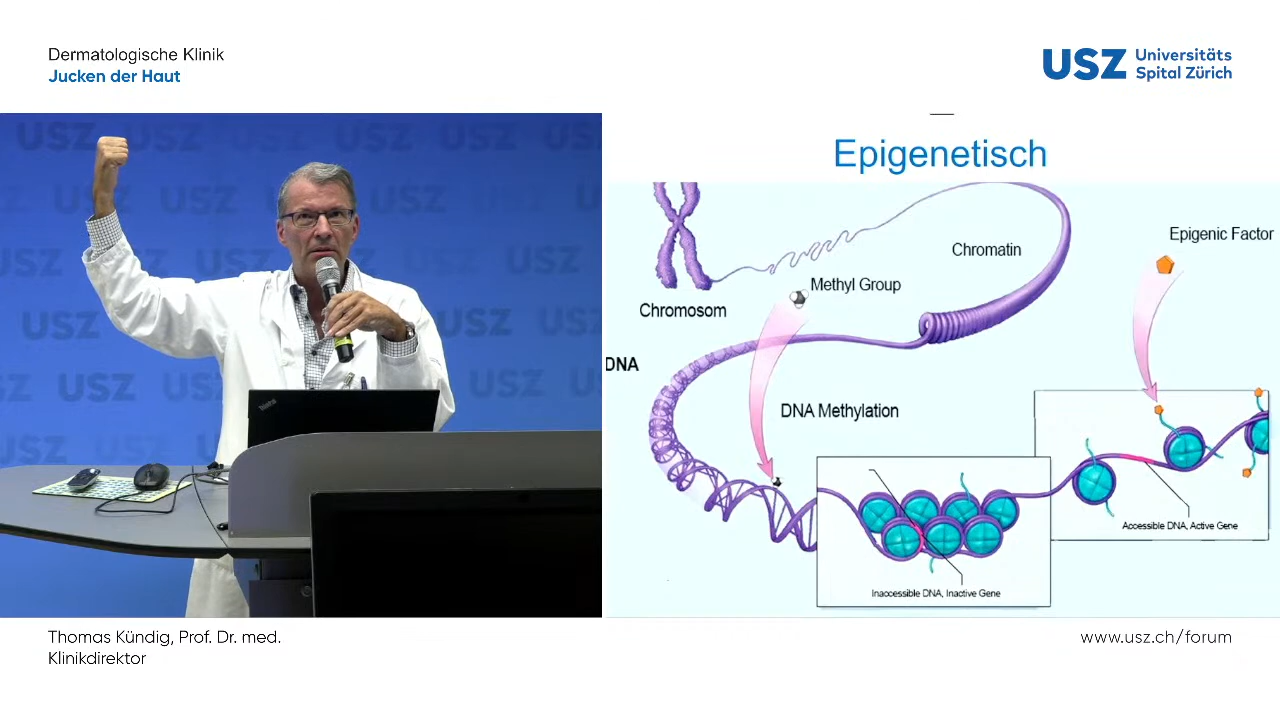 Dermatologische Klinik
Jucken der Haut
USZ Universitäts
Spital Zürich
Epigenetisch
Epigenic Factor
Chromatin
Methyl Group
Chromosom
DNA
DNA Methylation
Accessible DNA, Active Gene
Inaccessible DNA, Inactive Gene
ThinkPad
Thomas Kündig, Prof. Dr. med.
Klinikdirektor
www.usz.ch/forum